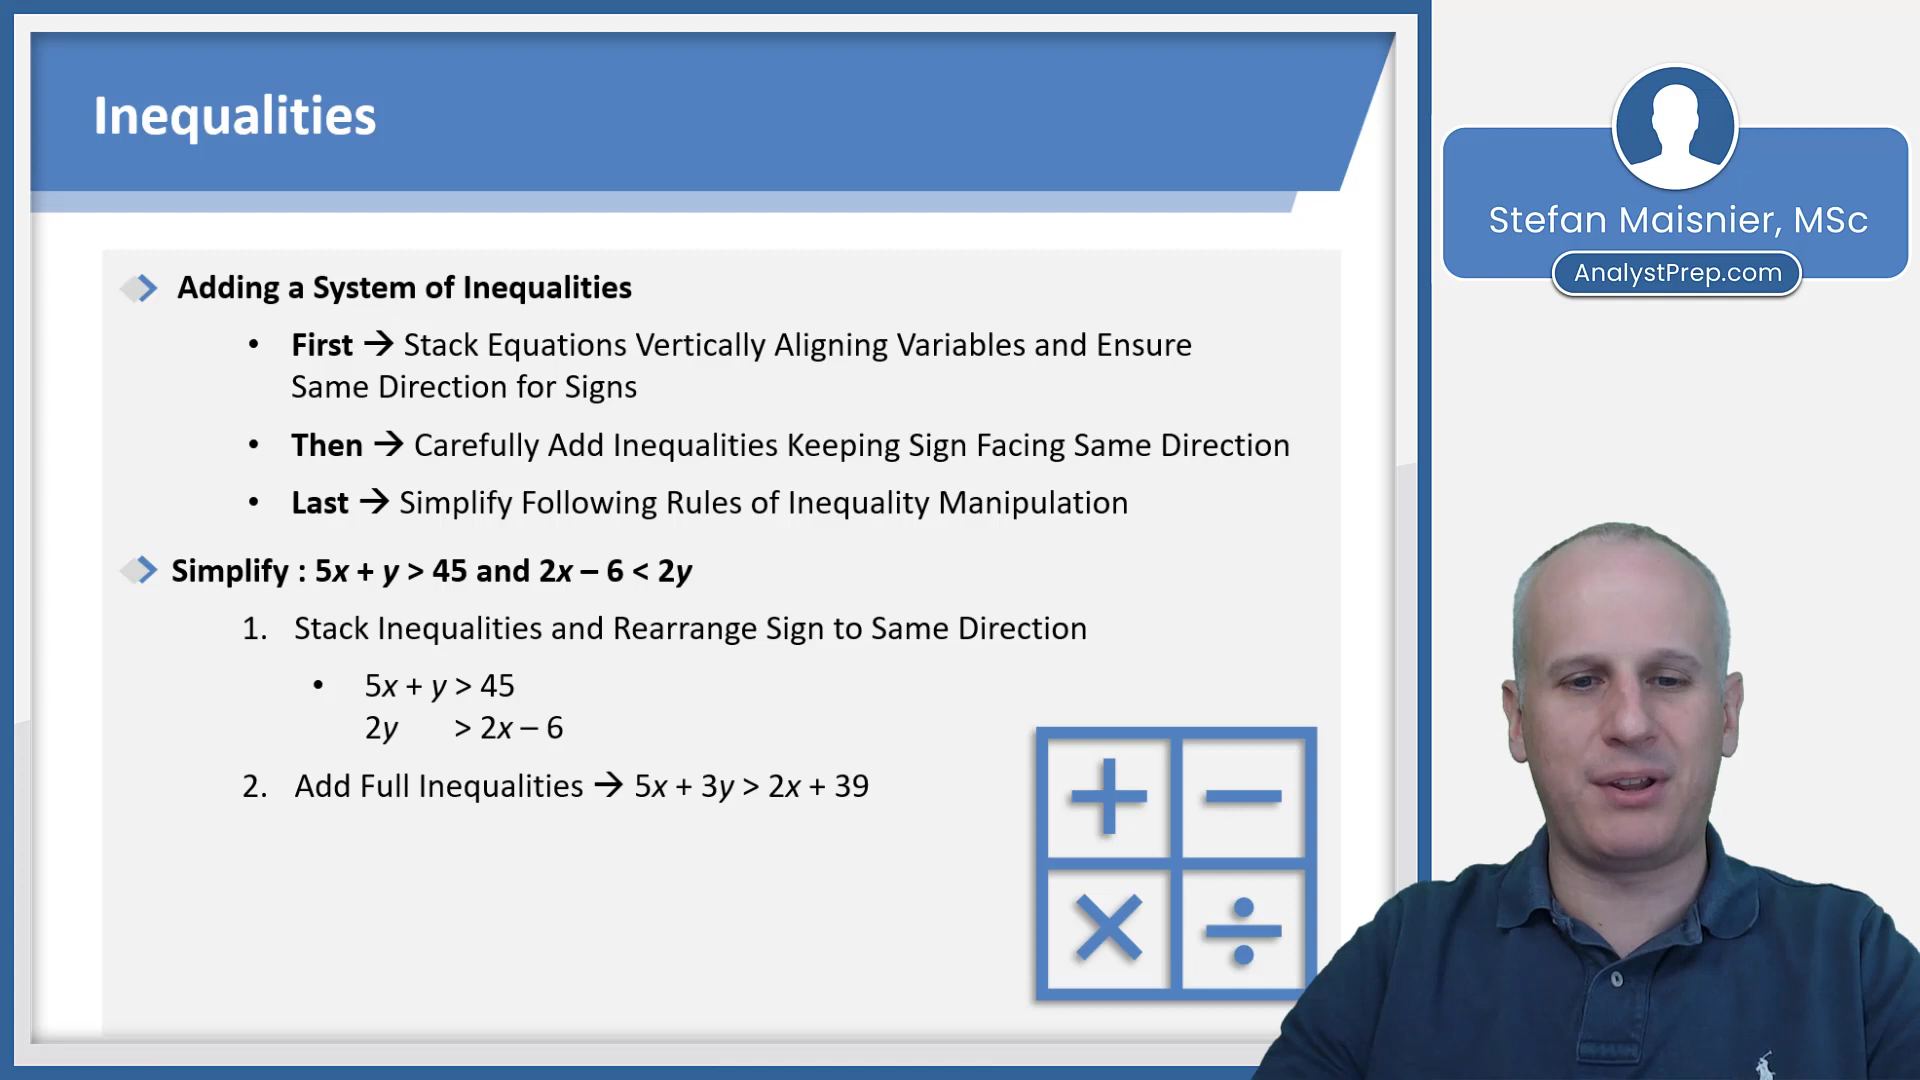 Inequalities
Stefan Maisnier, MSc
AnalystPrep.com
Adding a System of Inequalities
• First → Stack Equations Vertically Aligning Variables and Ensure
Same Direction for Signs
• Then → Carefully Add Inequalities Keeping Sign Facing Same Direction
• Last → Simplify Following Rules of Inequality Manipulation
Simplify : 5x + y > 45 and 2x – 6 < 2y
1. Stack Inequalities and Rearrange Sign to Same Direction
• 5x + y > 45
2y > 2x – 6
2. Add Full Inequalities → 5x + 3y > 2x + 39